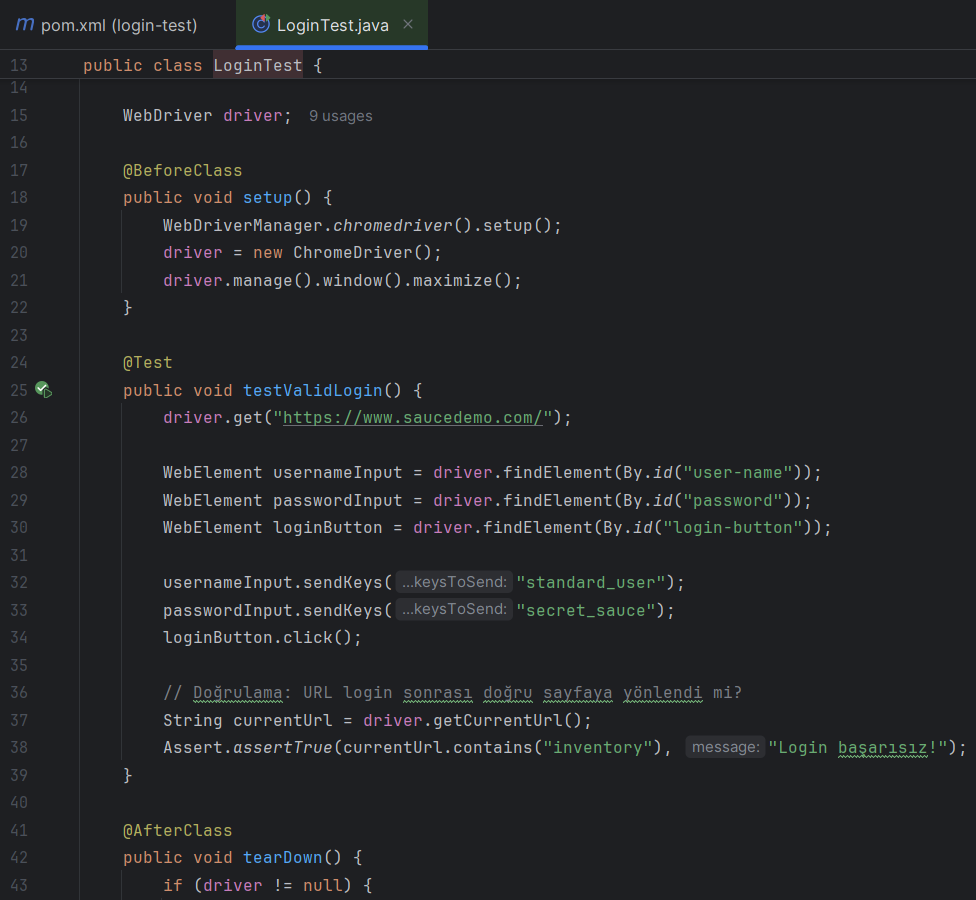 m pom.xml (login-test) LoginTest.java ×
13 public class LoginTest {
14
15 WebDriver driver; 9 usages
16
17 @BeforeClass
18 public void setup() {
19 WebDriverManager.chromedriver().setup();
20 driver = new ChromeDriver();
21 driver.manage().window().maximize();
22 }
23
24 @Test
25 public void testValidLogin() {
26 driver.get("https://www.saucedemo.com/");
27
28 WebElement usernameInput = driver.findElement(By.id("user-name"));
29 WebElement passwordInput = driver.findElement(By.id("password"));
30 WebElement loginButton = driver.findElement(By.id("login-button"));
31
32 usernameInput.sendKeys( ...keysToSend: "standard_user");
33 passwordInput.sendKeys( ...keysToSend: "secret_sauce");
34 loginButton.click();
35
36 // Doğrulama: URL login sonrası doğru sayfaya yönlendi mi?
37 String currentUrl = driver.getCurrentUrl();
38 Assert.assertTrue(currentUrl.contains("inventory"), message: "Login başarısız!");
39 }
40
41 @AfterClass
42 public void tearDown() {
43 if (driver != null) {